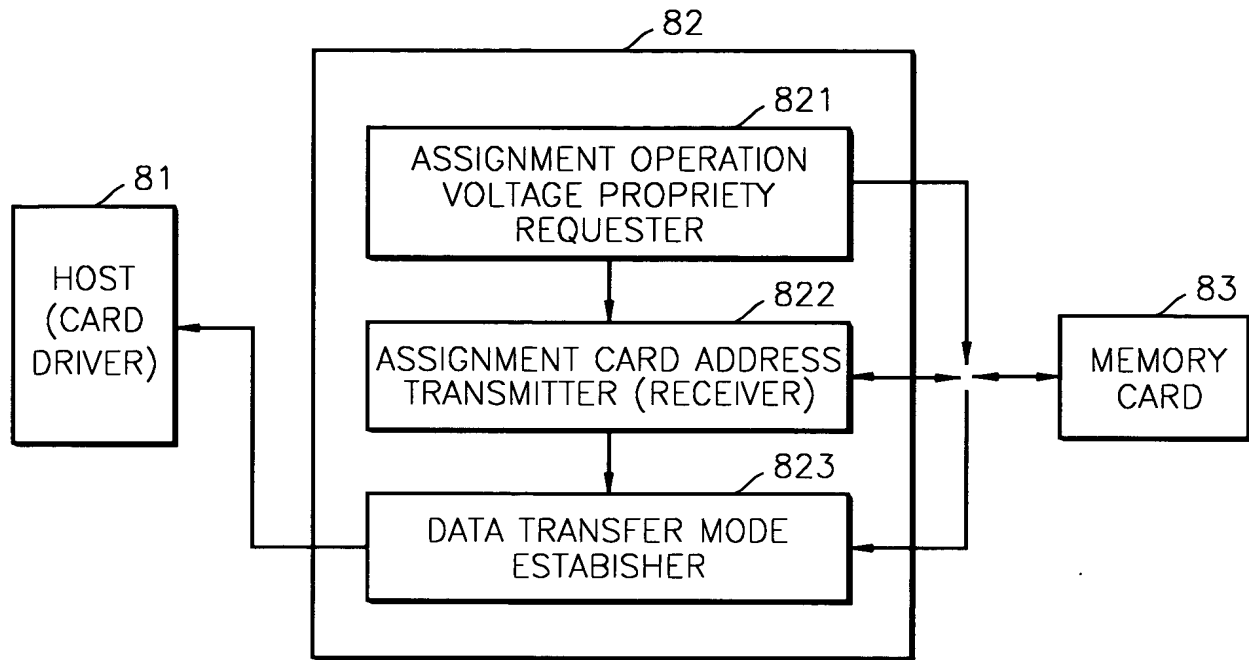 82
821
ASSIGNMENT OPERATION
VOLTAGE PROPRIETY
REQUESTER
81
HOST
(CARD
DRIVER)
822
ASSIGNMENT CARD ADDRESS
TRANSMITTER (RECEIVER)
83
MEMORY
CARD
823
DATA TRANSFER MODE
ESTABISHER